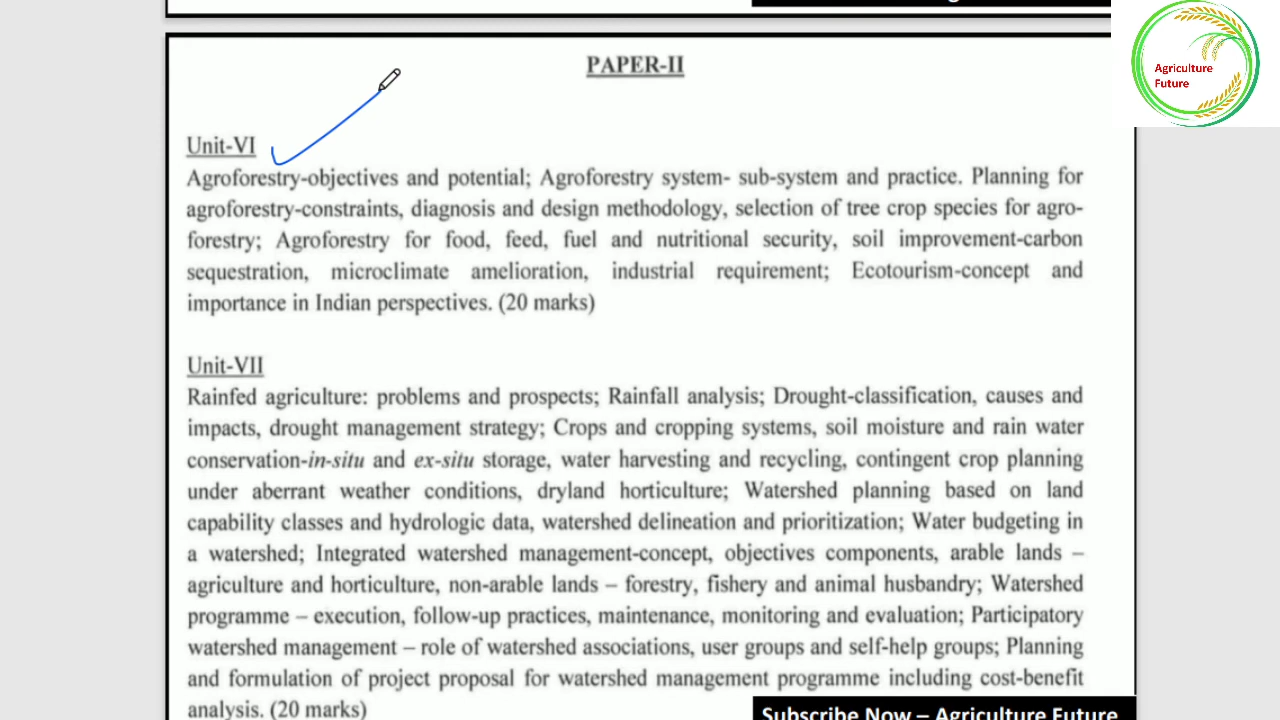 PAPER-II
Agriculture
Future
Unit-VI
Agroforestry-objectives and potential; Agroforestry system- sub-system and practice. Planning for
agroforestry-constraints, diagnosis and design methodology, selection of tree crop species for agro-
forestry; Agroforestry for food, feed, fuel and nutritional security, soil improvement-carbon
sequestration, microclimate amelioration, industrial requirement; Ecotourism-concept and
importance in Indian perspectives. (20 marks)
Unit-VII
Rainfed agriculture: problems and prospects; Rainfall analysis; Drought-classification, causes and
impacts, drought management strategy; Crops and cropping systems, soil moisture and rain water
conservation-in-situ and ex-situ storage, water harvesting and recycling, contingent crop planning
under aberrant weather conditions, dryland horticulture; Watershed planning based on land
capability classes and hydrologic data, watershed delineation and prioritization; Water budgeting in
a watershed; Integrated watershed management-concept, objectives components, arable lands –
agriculture and horticulture, non-arable lands – forestry, fishery and animal husbandry; Watershed
programme – execution, follow-up practices, maintenance, monitoring and evaluation; Participatory
watershed management – role of watershed associations, user groups and self-help groups; Planning
and formulation of project proposal for watershed management programme including cost-benefit
analysis. (20 marks)
Subscribe Now – Agriculture Future